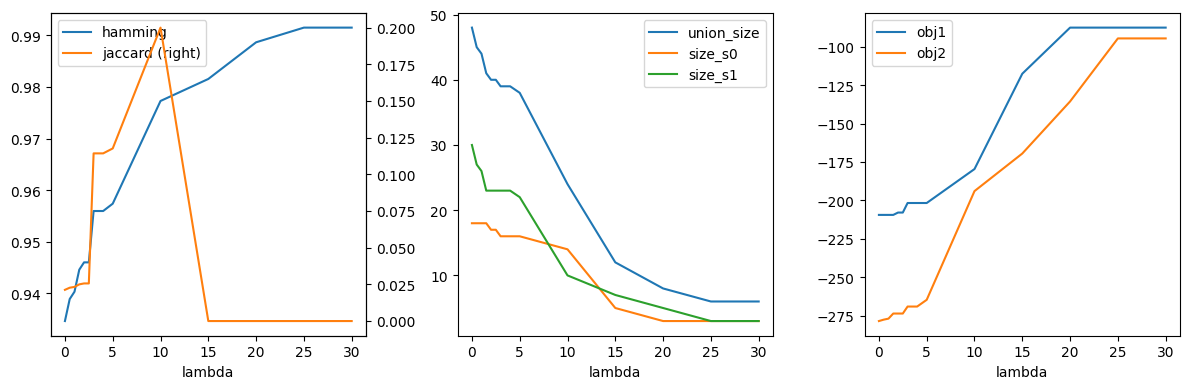 hamming
jaccard (right)
0.99
0.98
0.97
0.96
0.95
0.94
0.200
0.175
0.150
0.125
0.100
0.075
0.050
0.025
0.000
0 5 10 15 20 25 30
lambda
union_size
size_s0
size_s1
50
40
30
20
10
0 5 10 15 20 25 30
lambda
obj1
obj2
−100
−125
−150
−175
−200
−225
−250
−275
0 5 10 15 20 25 30
lambda